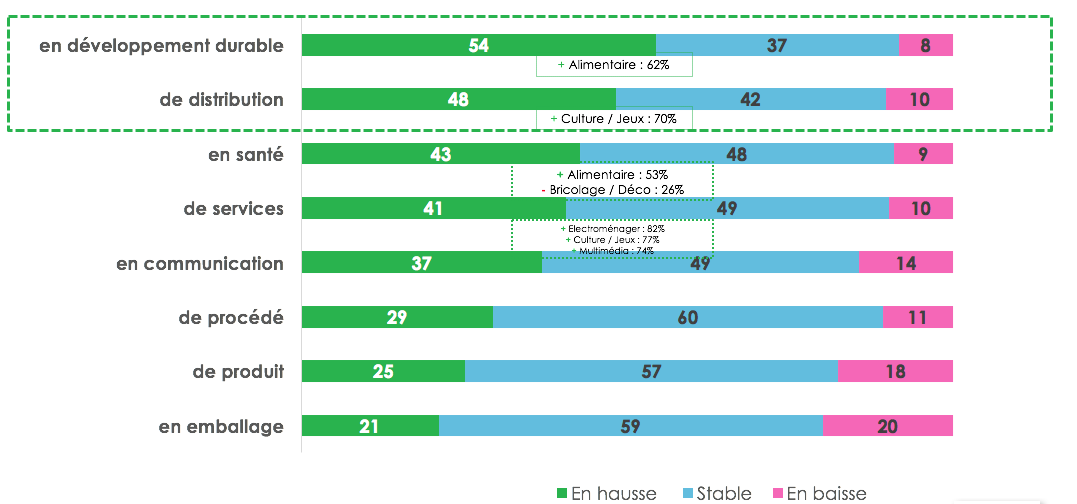 en développement durable 54 37 8
+ Alimentaire : 62%
de distribution 48 42 10
+ Culture / Jeux : 70%
en santé 43 48 9
+ Alimentaire : 53%
- Bricolage / Déco : 26%
de services 41 49 10
+ Electroménager : 82%
+ Culture / Jeux : 77%
+ Multimédia : 74%
en communication 37 49 14
de procédé 29 60 11
de produit 25 57 18
en emballage 21 59 20
En hausse Stable En baisse